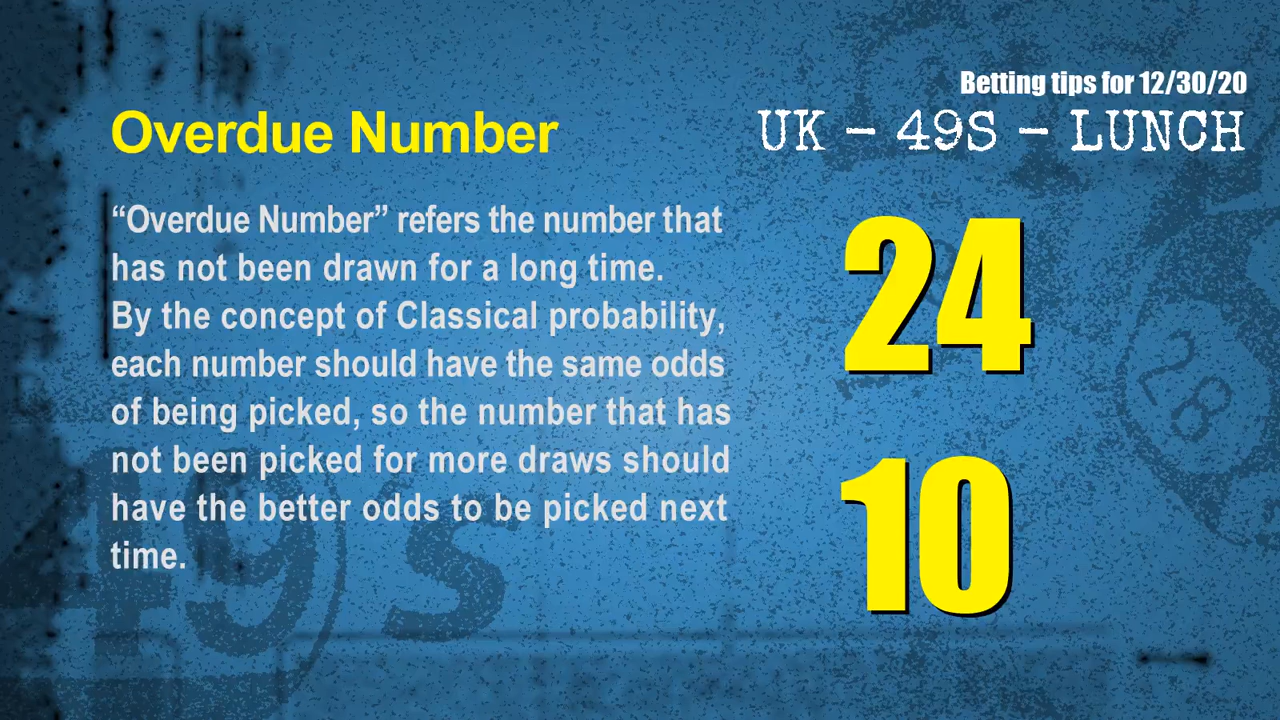 Betting tips for 12/30/20
UK - 49S - LUNCH
Overdue Number
“Overdue Number” refers the number that
has not been drawn for a long time.
By the concept of Classical probability,
each number should have the same odds
of being picked, so the number that has
not been picked for more draws should
have the better odds to be picked next
time.
24
10
28
49s